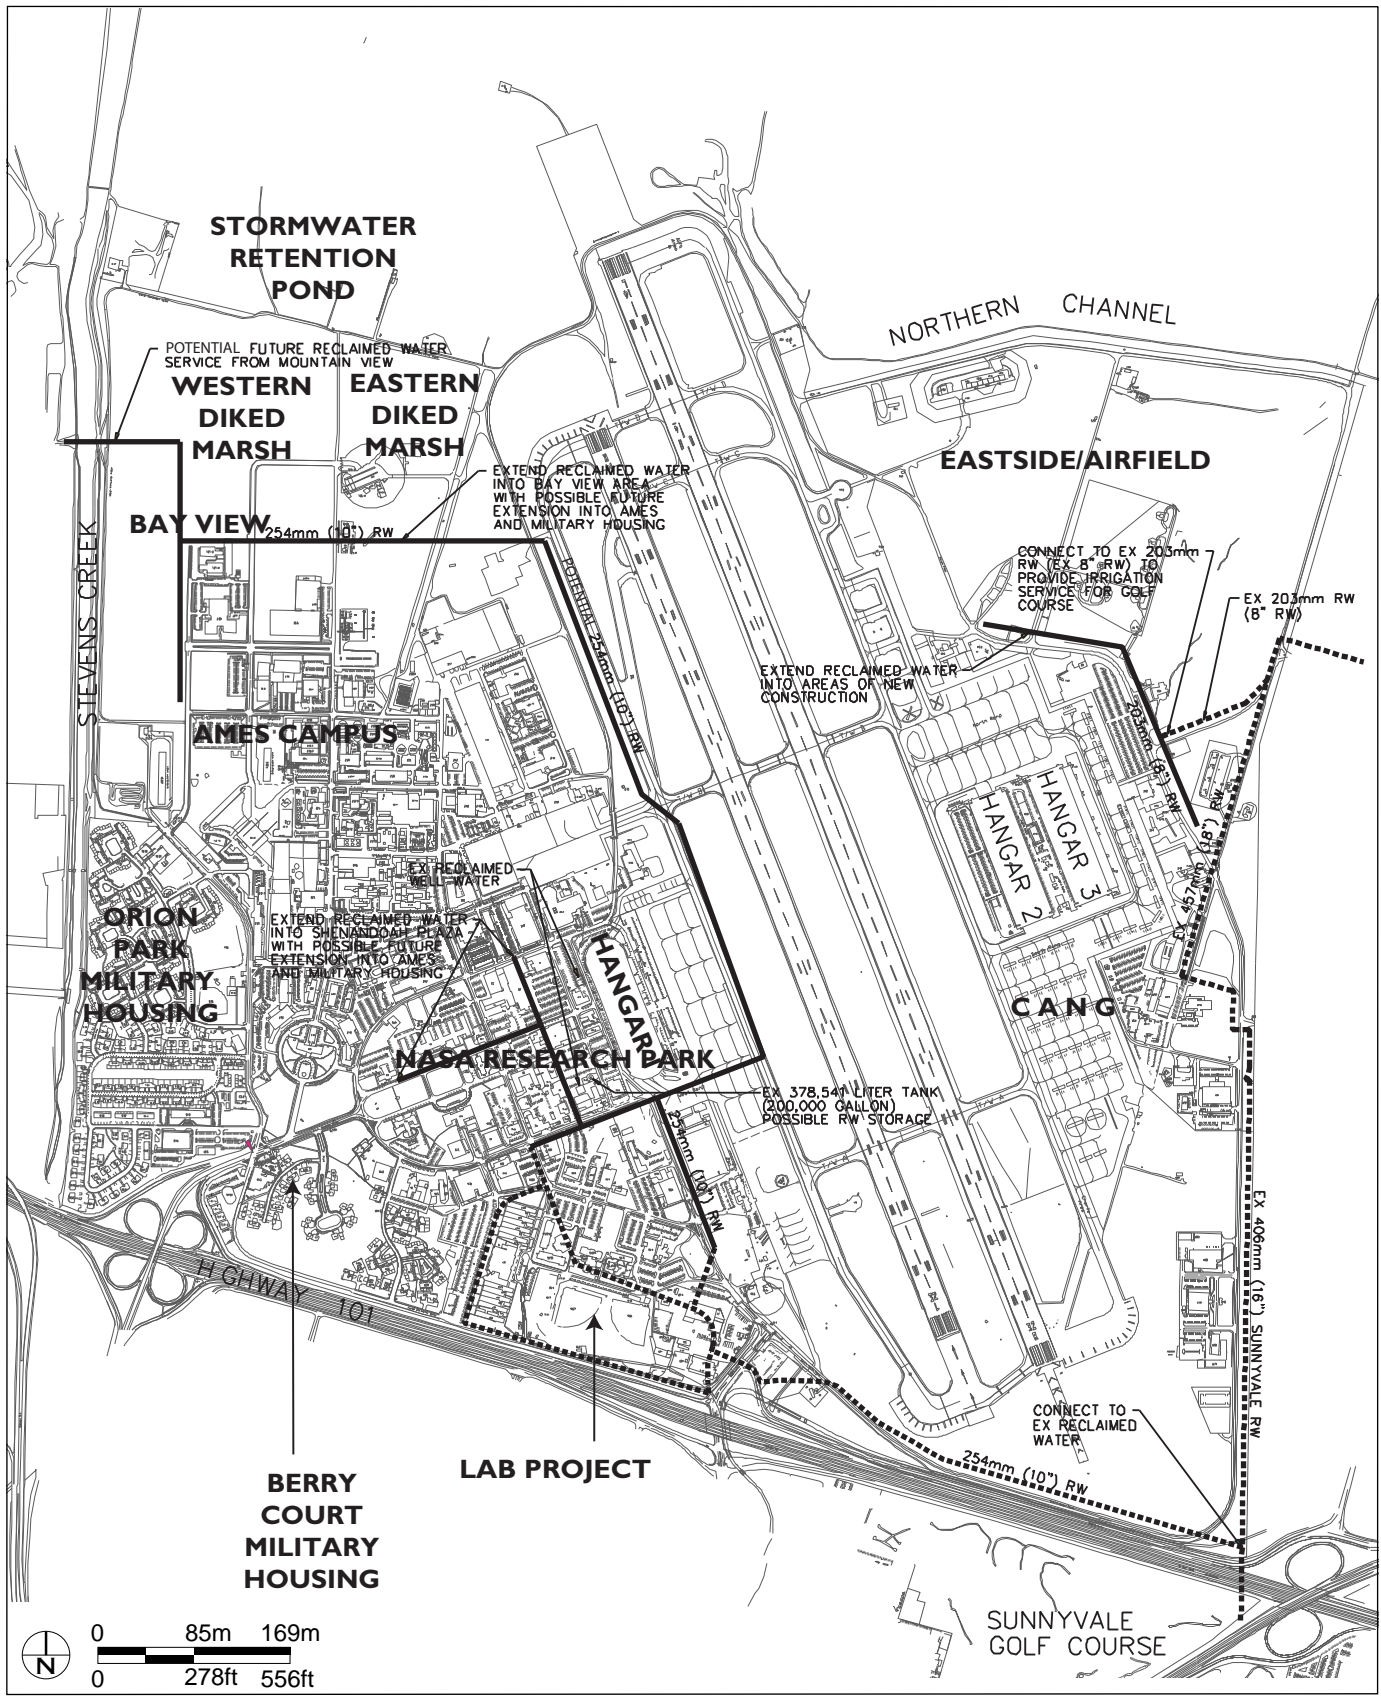 STORMWATER
RETENTION
POND
NORTHERN CHANNEL
POTENTIAL FUTURE RECLAIMED WATER
SERVICE FROM MOUNTAIN VIEW
WESTERN
DIKED
MARSH
EASTERN
DIKED
MARSH
EXTEND RECLAIMED WATER
INTO BAY VIEW AREA
WITH POSSIBLE FUTURE
EXTENSION INTO AMES
AND MILITARY HOUSING
EASTSIDE/AIRFIELD
BAY VIEW
254mm (10") RW
STEVENS CREEK
POTENTIAL 254mm (10") RW
CONNECT TO EX 203mm
RW (EX 8" RW) TO
PROVIDE IRRIGATION
SERVICE FOR GOLF
COURSE
EX 203mm RW
(8" RW)
EXTEND RECLAIMED WATER
INTO AREAS OF NEW
CONSTRUCTION
203mm (8") RW
AMES CAMPUS
HANGAR 3
HANGAR 2
EX 457mm (18") RW
EX RECLAIMED
WELL WATER
ORION
PARK
MILITARY
HOUSING
EXTEND RECLAIMED WATER
INTO SHENANDOAH PLAZA
WITH POSSIBLE FUTURE
EXTENSION INTO AMES
AND MILITARY HOUSING
HANGAR 1
CANG
NASA RESEARCH PARK
EX 378,541 LITER TANK
(200,000 GALLON)
POSSIBLE RW STORAGE
254mm (10") RW
EX 406mm (16") SUNNYVALE RW
HIGHWAY 101
CONNECT TO
EX RECLAIMED
WATER
254mm (10") RW
LAB PROJECT
BERRY
COURT
MILITARY
HOUSING
SUNNYVALE
GOLF COURSE
N
0 85m 169m
0 278ft 556ft